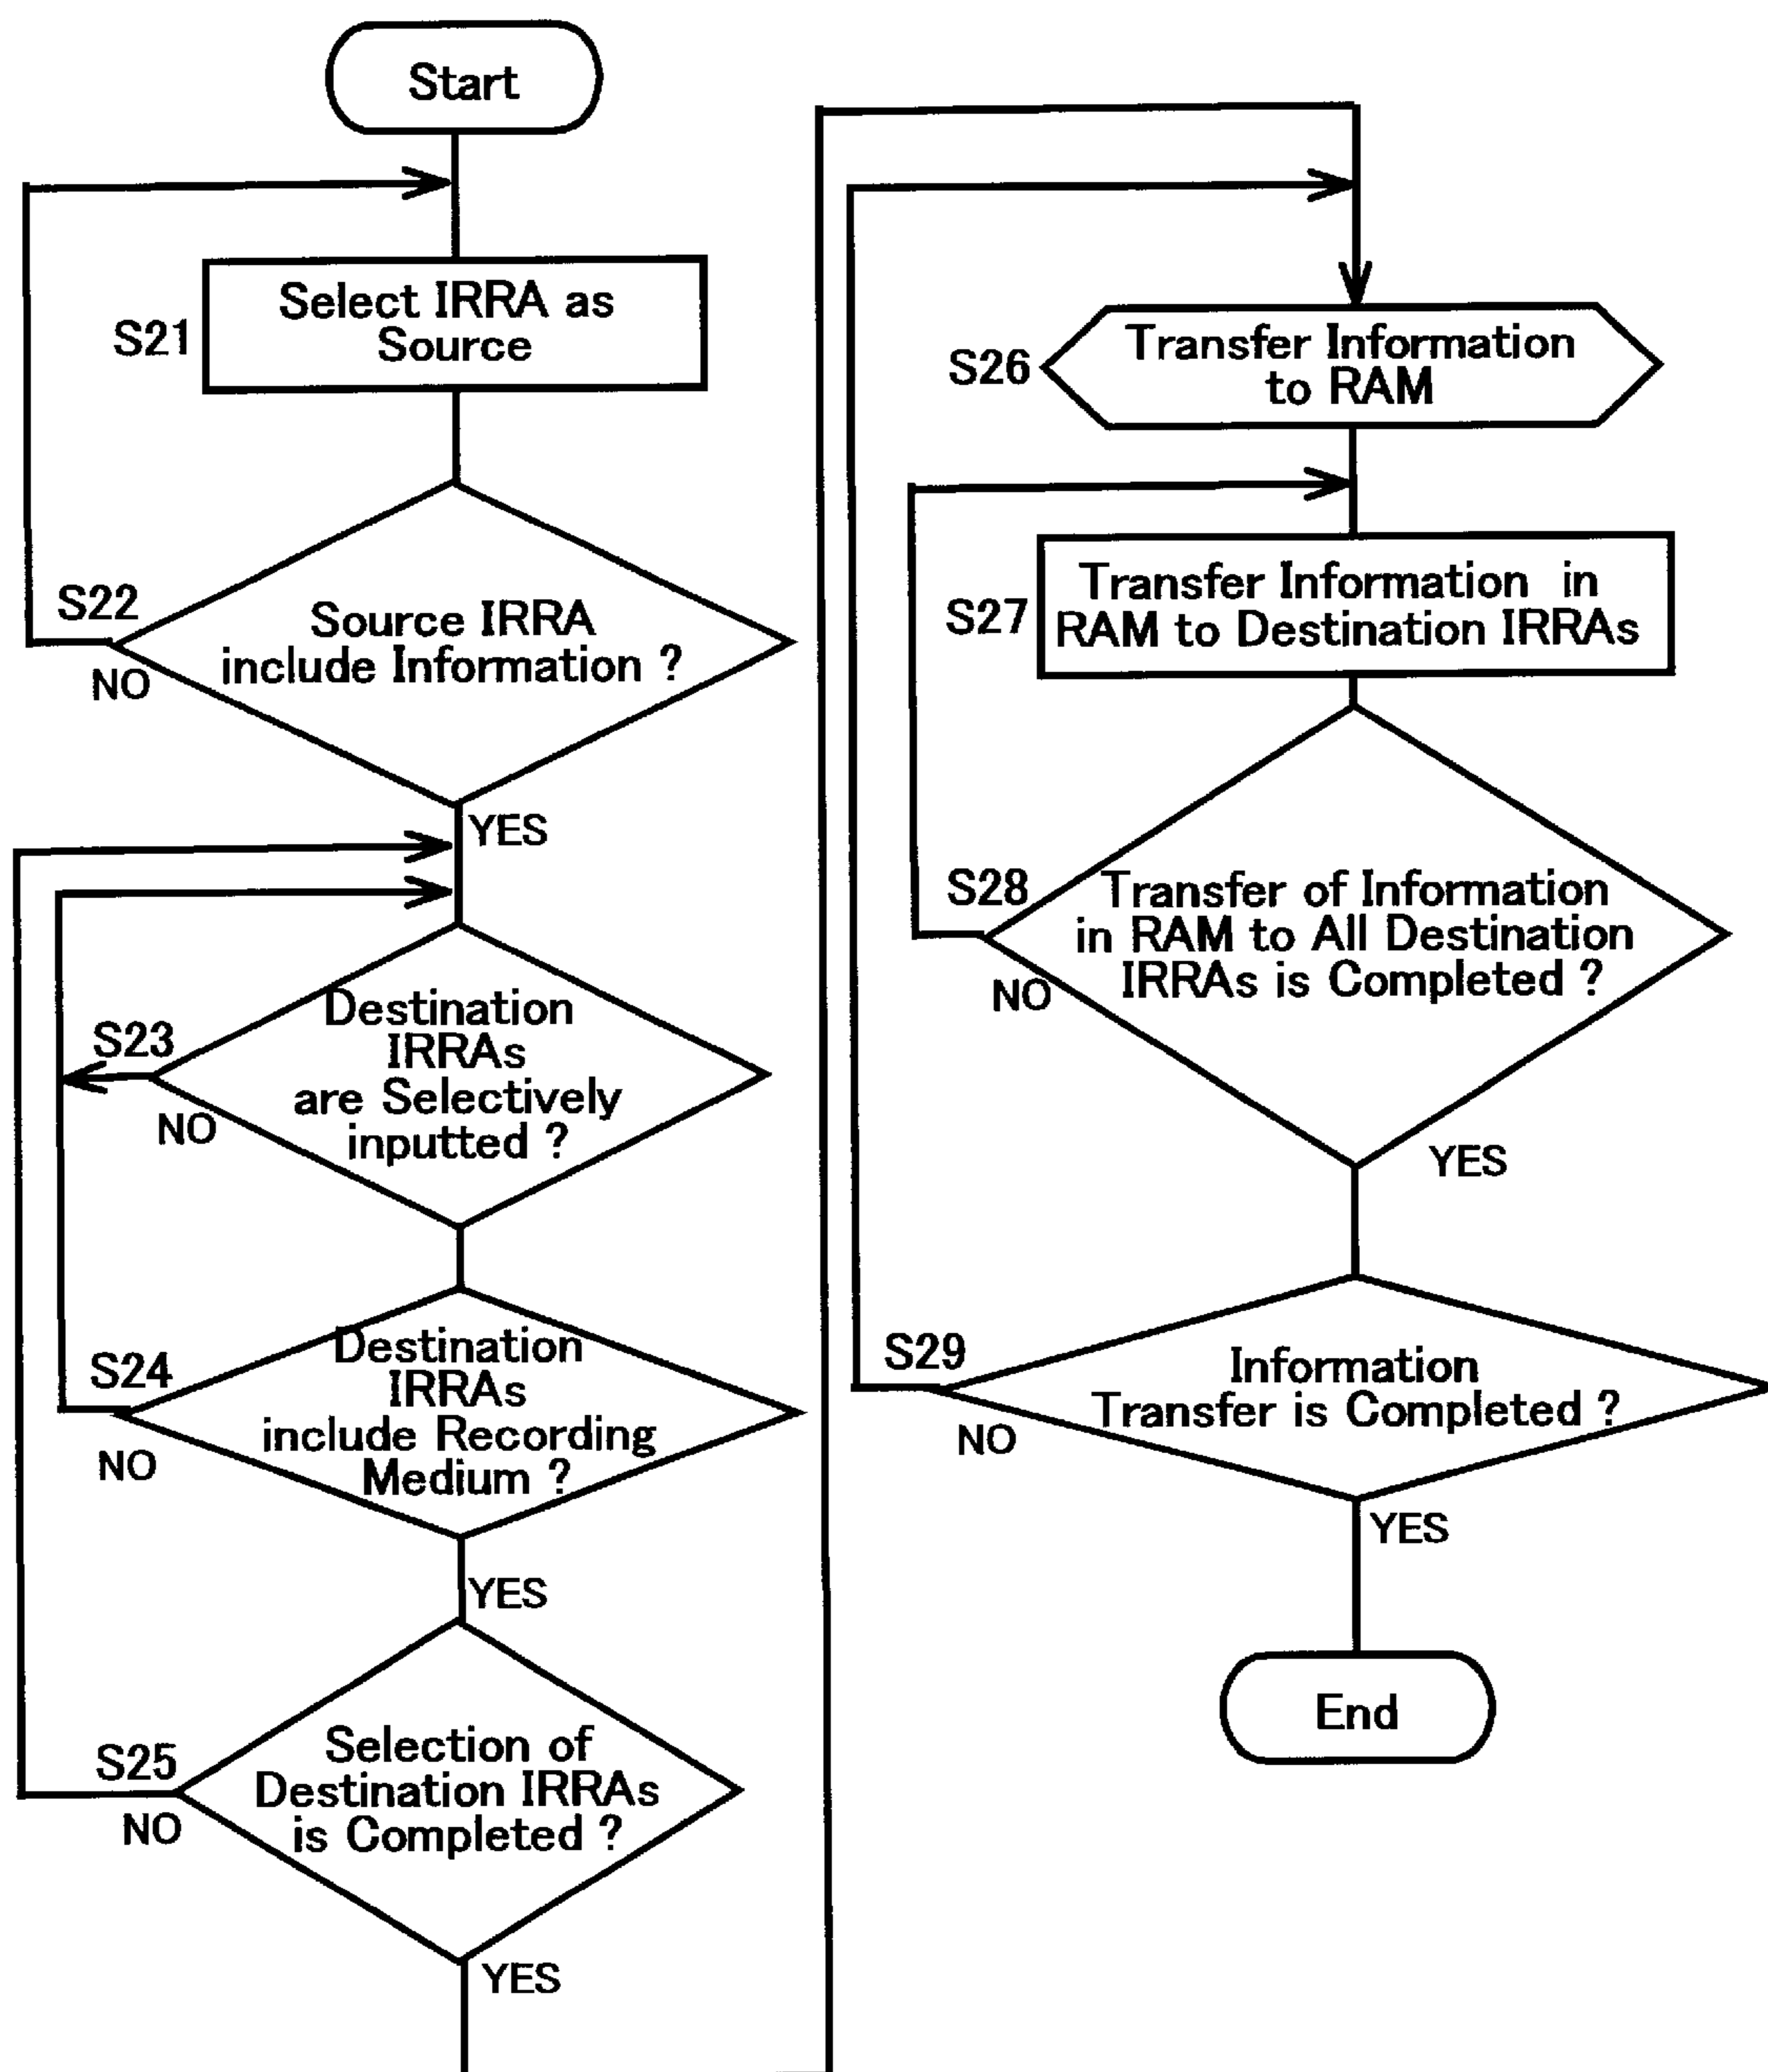 Start
S21
Select IRRA as
Source
S22
Source IRRA
include Information ?
NO
YES
S23
Destination
IRRAs
are Selectively
inputted ?
NO
S24
Destination
IRRAs
include Recording
Medium ?
NO
YES
S25
Selection of
Destination IRRAs
is Completed ?
NO
YES
S26
Transfer Information
to RAM
S27
Transfer Information in
RAM to Destination IRRAs
S28
Transfer of Information
in RAM to All Destination
IRRAs is Completed ?
NO
YES
S29
Information
Transfer is Completed ?
NO
YES
End